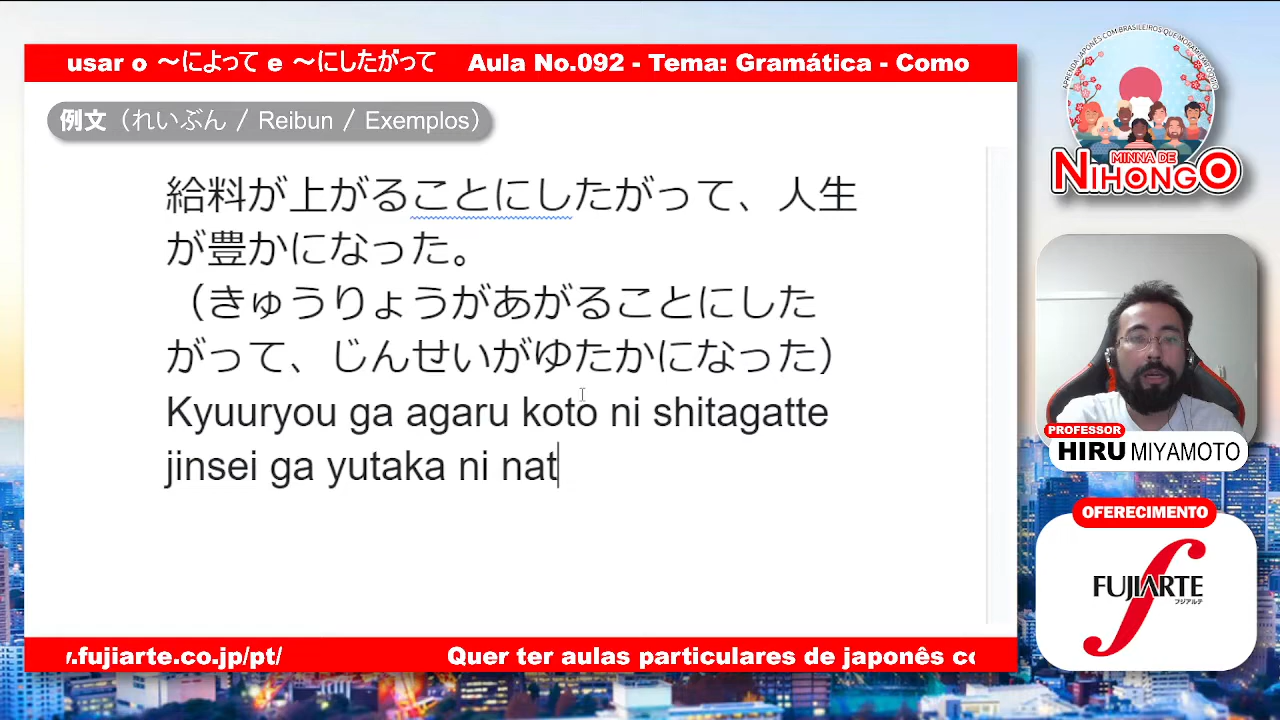 usar o ～によって e ～にしたがって Aula No.092 - Tema: Gramática - Como
例文（れいぶん / Reibun / Exemplos）
給料が上がることにしたがって、人生
が豊かになった。
（きゅうりょうがあがることにした
がって、じんせいがゆたかになった）
Kyuuryou ga agaru koto ni shitagatte
jinsei ga yutaka ni nat
.fujiarte.co.jp/pt/ Quer ter aulas particulares de japonês co
MINNA DE
NIHONGO
PROFESSOR
HIRU MIYAMOTO
OFERECIMENTO
FUJIARTE
フジアルテ